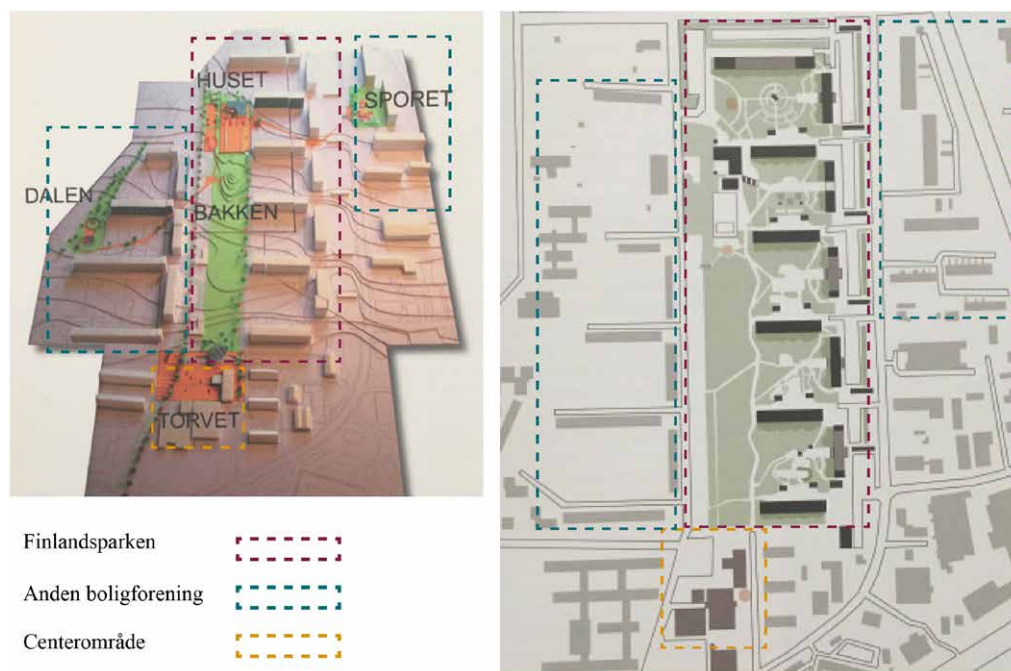 HUSET
SPORET
DALEN
BAKKEN
TORVET
Finlandsparken
Anden boligforening
Centerområde